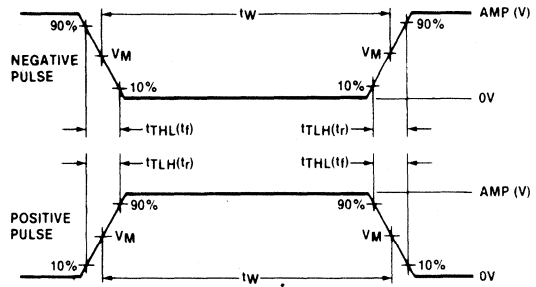 tW
AMP (V)
90%
90%
NEGATIVE
PULSE
VM
VM
10%
10%
0V
tTHL(tf)
tTLH(tr)
tTLH(tr)
tTHL(tf)
AMP (V)
90%
90%
POSITIVE
PULSE
VM
VM
10%
10%
0V
tW